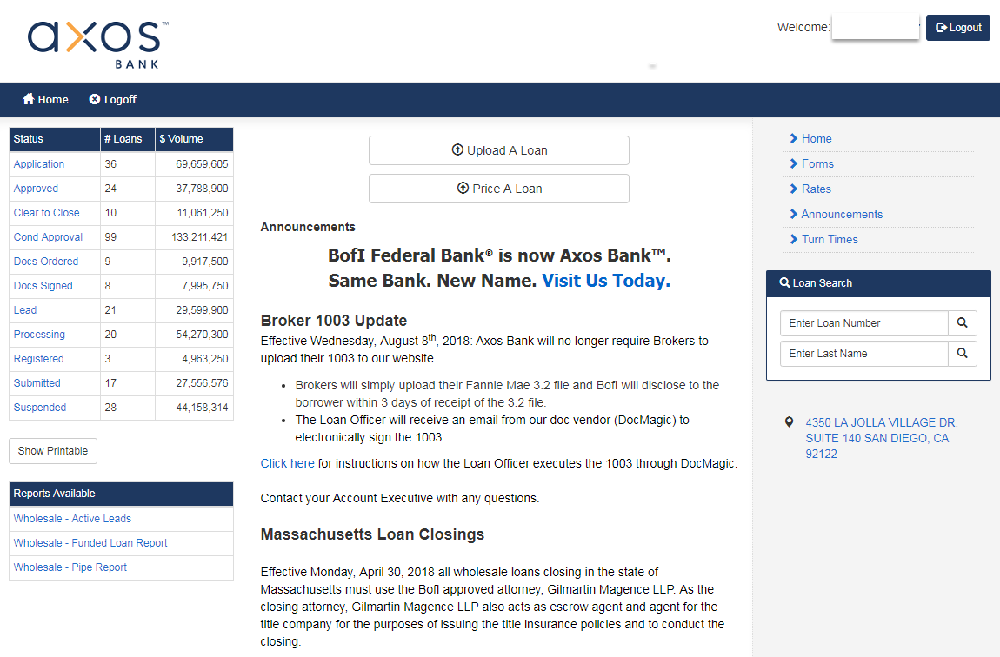 axos™
BANK
Welcome:
Logout
Home
Logoff
Status # Loans $ Volume
Application 36 69,659,605
Approved 24 37,788,900
Clear to Close 10 11,061,250
Cond Approval 99 133,211,421
Docs Ordered 9 9,917,500
Docs Signed 8 7,995,750
Lead 21 29,599,900
Processing 20 54,270,300
Registered 3 4,963,250
Submitted 17 27,556,576
Suspended 28 44,158,314
Show Printable
Reports Available
Wholesale - Active Leads
Wholesale - Funded Loan Report
Wholesale - Pipe Report
Upload A Loan
Price A Loan
Announcements
BofI Federal Bank® is now Axos Bank™.
Same Bank. New Name. Visit Us Today.
Broker 1003 Update
Effective Wednesday, August 8th, 2018: Axos Bank will no longer require Brokers to
upload their 1003 to our website.
• Brokers will simply upload their Fannie Mae 3.2 file and BofI will disclose to the
borrower within 3 days of receipt of the 3.2 file.
• The Loan Officer will receive an email from our doc vendor (DocMagic) to
electronically sign the 1003
Click here for instructions on how the Loan Officer executes the 1003 through DocMagic.
Contact your Account Executive with any questions.
Massachusetts Loan Closings
Effective Monday, April 30, 2018 all wholesale loans closing in the state of
Massachusetts must use the BofI approved attorney, Gilmartin Magence LLP. As the
closing attorney, Gilmartin Magence LLP also acts as escrow agent and agent for the
title company for the purposes of issuing the title insurance policies and to conduct the
closing.
Home
Forms
Rates
Announcements
Turn Times
Loan Search
Enter Loan Number
Enter Last Name
4350 LA JOLLA VILLAGE DR.
SUITE 140 SAN DIEGO, CA
92122